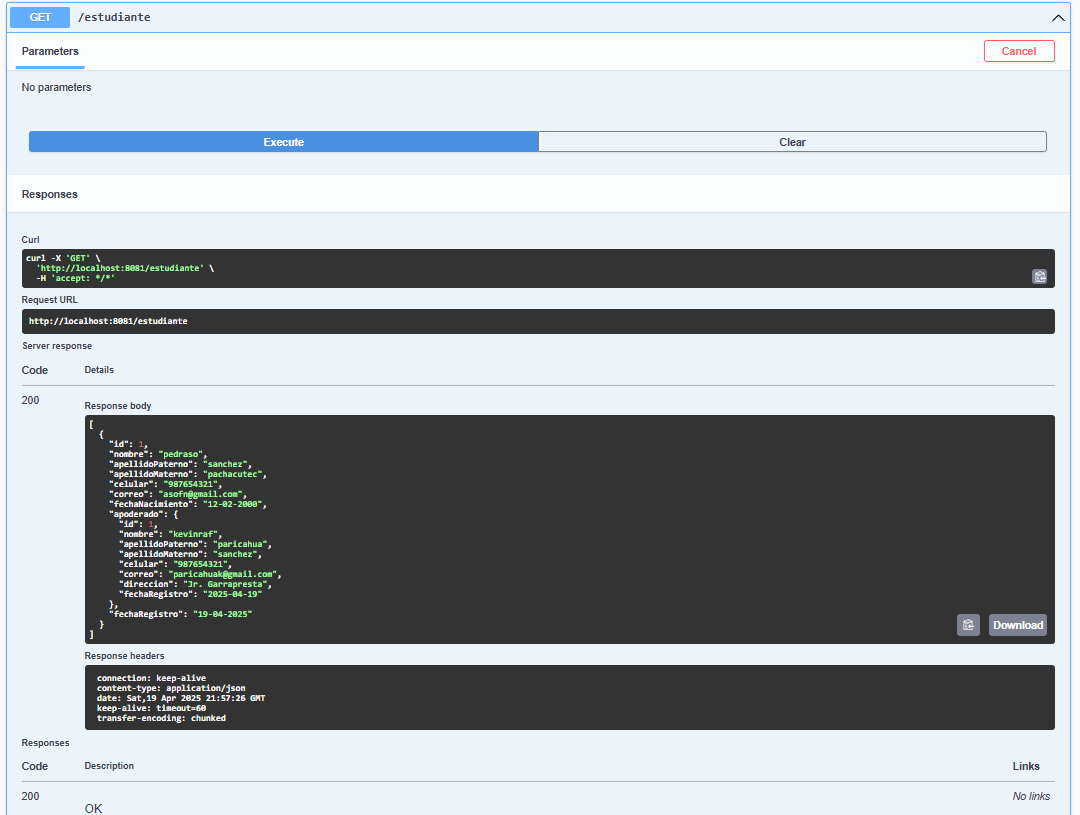 GET /estudiante
Parameters
Cancel
No parameters
Execute
Clear
Responses
Curl
curl -X 'GET' \
  'http://localhost:8081/estudiante' \
  -H 'accept: */*'
Request URL
http://localhost:8081/estudiante
Server response
Code Details
200
Response body
[
  {
    "id": 1,
    "nombre": "pedraso",
    "apellidoPaterno": "sanchez",
    "apellidoMaterno": "pachacutec",
    "celular": "987654321",
    "correo": "asofn@gmail.com",
    "fechaNacimiento": "12-02-2000",
    "apoderado": {
      "id": 1,
      "nombre": "kevinraf",
      "apellidoPaterno": "paricahua",
      "apellidoMaterno": "sanchez",
      "celular": "987654321",
      "correo": "paricahuak@gmail.com",
      "direccion": "Jr. Garrapresta",
      "fechaRegistro": "2025-04-19"
    },
    "fechaRegistro": "19-04-2025"
  }
]
Download
Response headers
connection: keep-alive
content-type: application/json
date: Sat,19 Apr 2025 21:57:26 GMT
keep-alive: timeout=60
transfer-encoding: chunked
Responses
Code Description Links
200 No links
OK